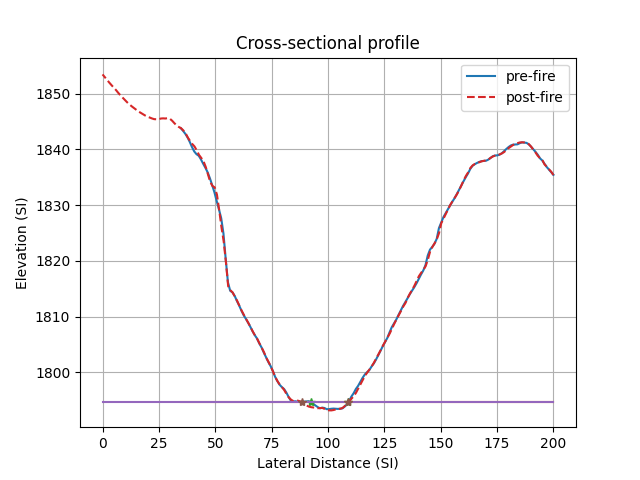 Cross-sectional profile
pre-fire
post-fire
1850
1840
1830
1820
1810
1800
Elevation (SI)
0 25 50 75 100 125 150 175 200
Lateral Distance (SI)